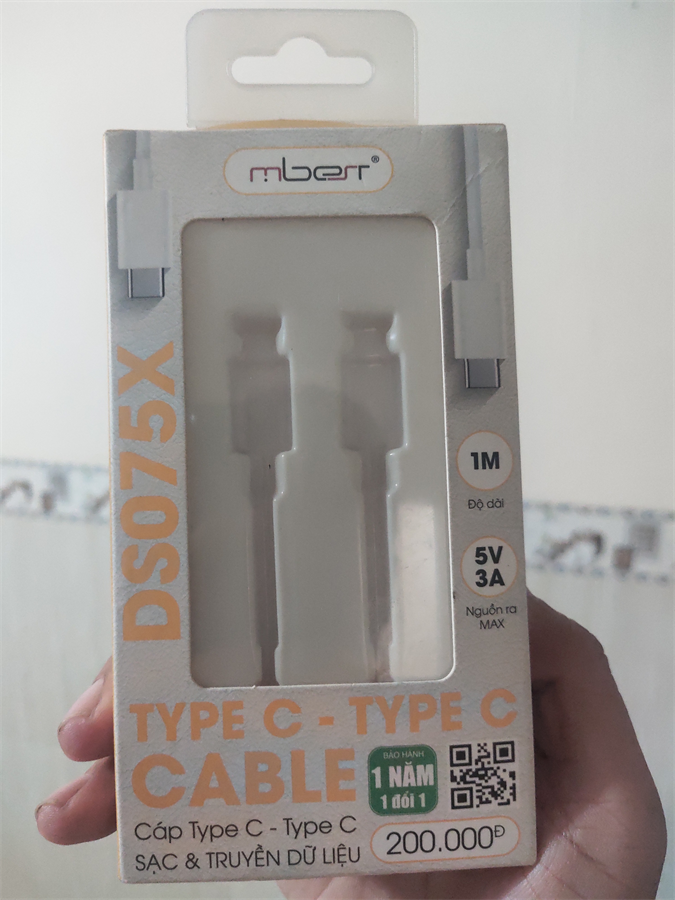 mbest®
DS075X
1M
Độ dài
5V
3A
Nguồn ra
MAX
TYPE C - TYPE C
CABLE
BẢO HÀNH
1 NĂM
1 đổi 1
Cáp Type C - Type C
SẠC & TRUYỀN DỮ LIỆU
200.000Đ